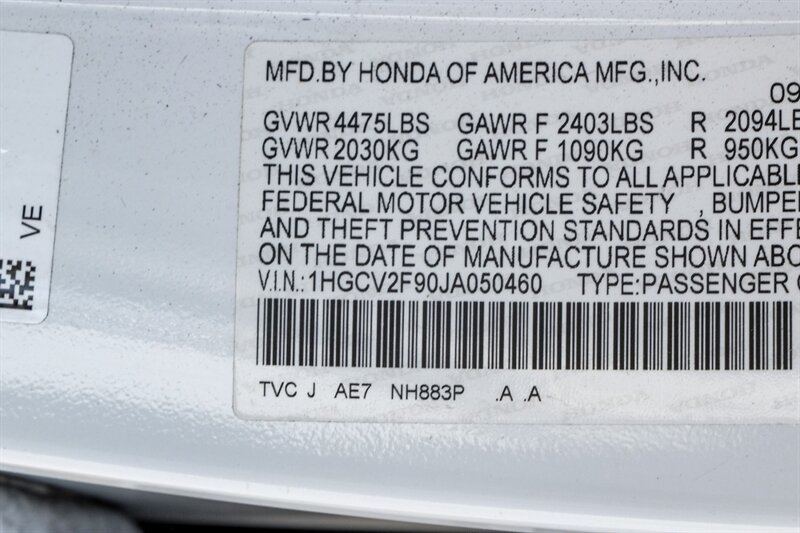 MFD.BY HONDA OF AMERICA MFG.,INC.
09
GVWR 4475LBS GAWR F 2403LBS R 2094LB
GVWR 2030KG GAWR F 1090KG R 950KG
THIS VEHICLE CONFORMS TO ALL APPLICABLE
FEDERAL MOTOR VEHICLE SAFETY , BUMPE
AND THEFT PREVENTION STANDARDS IN EFFE
ON THE DATE OF MANUFACTURE SHOWN ABO
V.I.N.:1HGCV2F90JA050460 TYPE:PASSENGER C
TVC J AE7 NH883P .A .A
VE